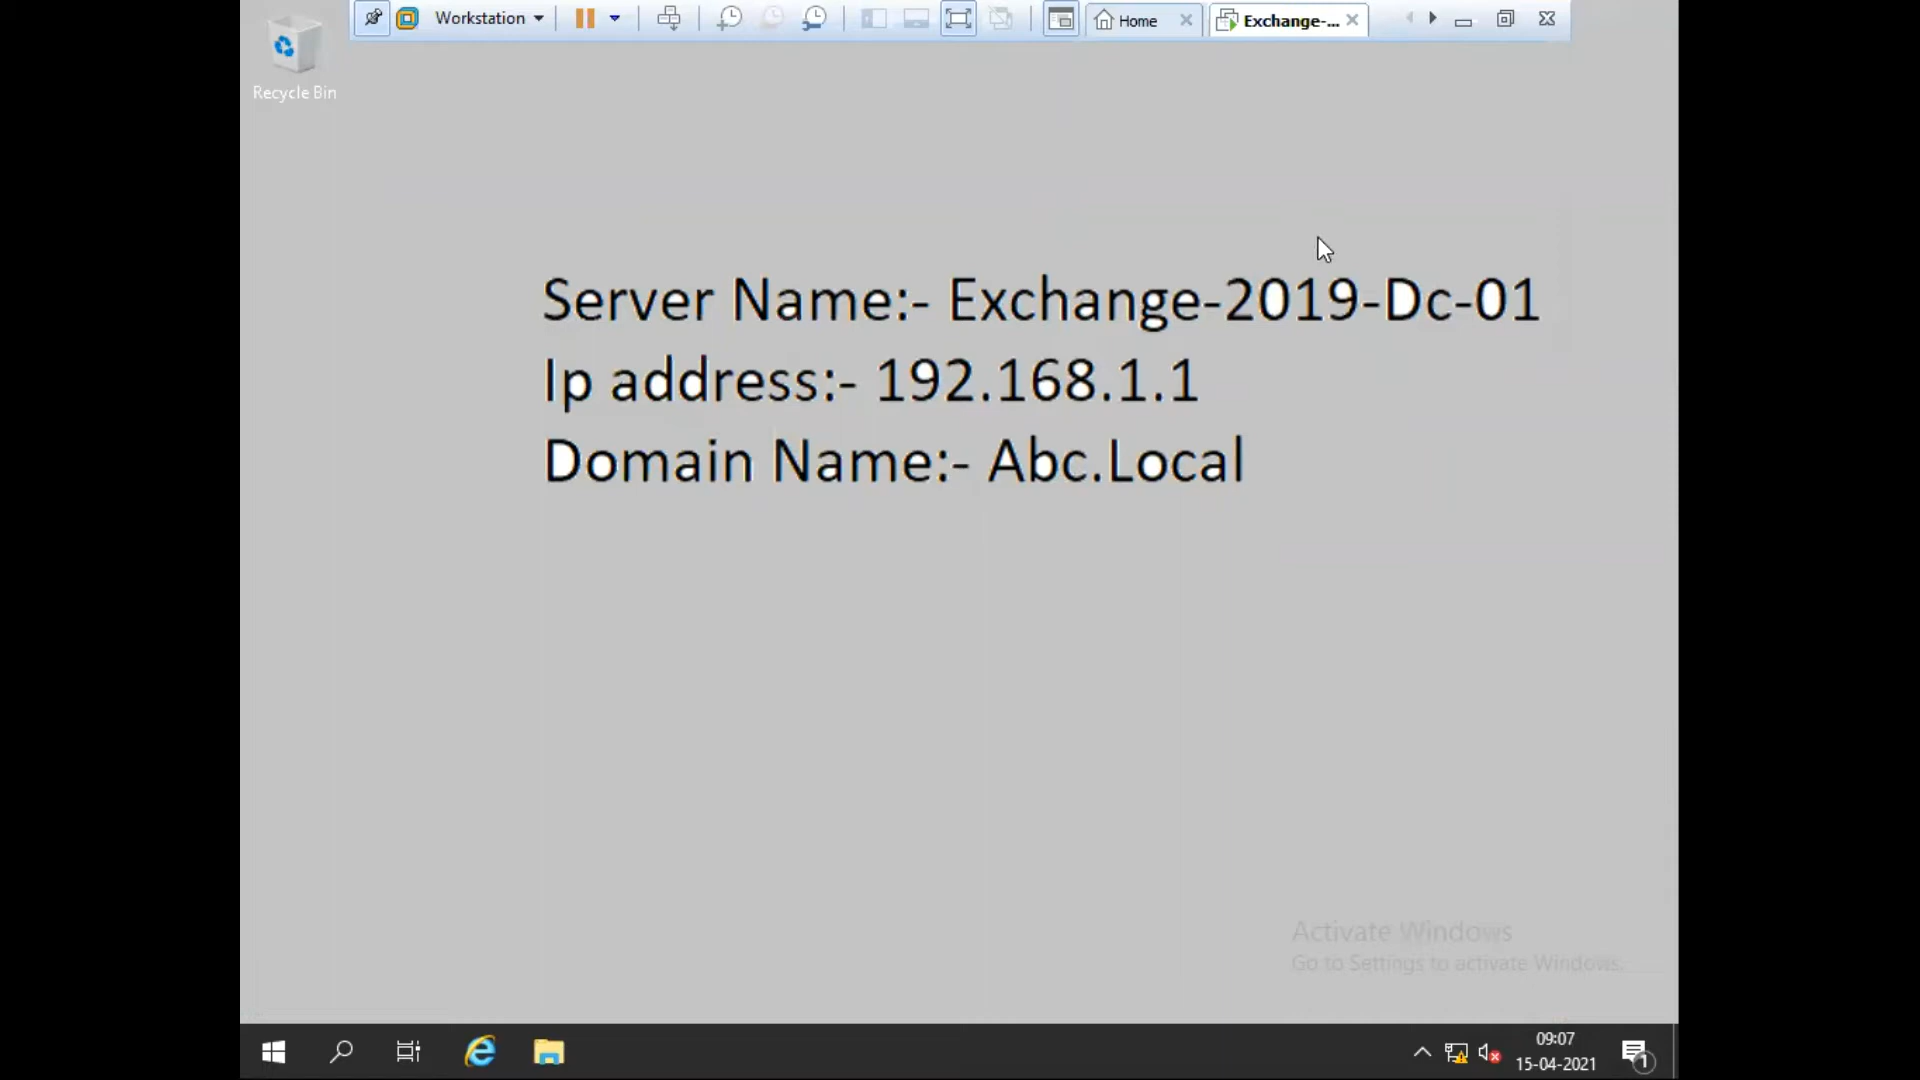 Workstation
Home
Exchange-...
Recycle Bin
Server Name:- Exchange-2019-Dc-01
Ip address:- 192.168.1.1
Domain Name:- Abc.Local
Activate Windows
Go to Settings to activate Windows.
09:07
15-04-2021
1